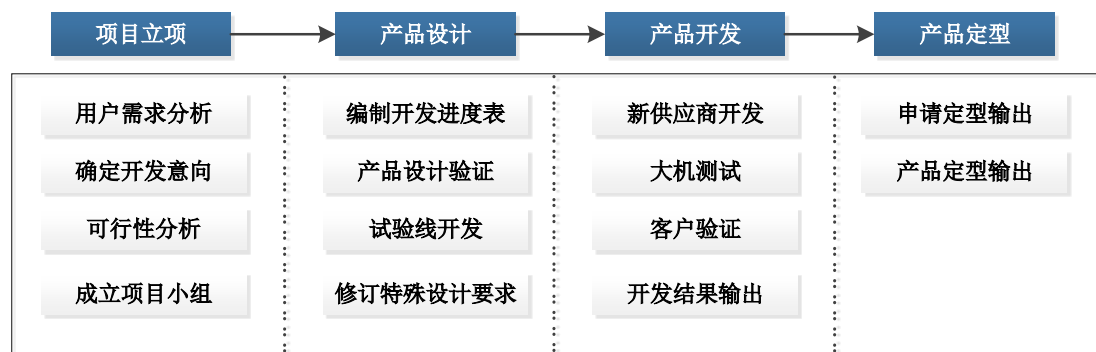 项目立项
产品设计
产品开发
产品定型
用户需求分析
确定开发意向
可行性分析
成立项目小组
编制开发进度表
产品设计验证
试验线开发
修订特殊设计要求
新供应商开发
大机测试
客户验证
开发结果输出
申请定型输出
产品定型输出